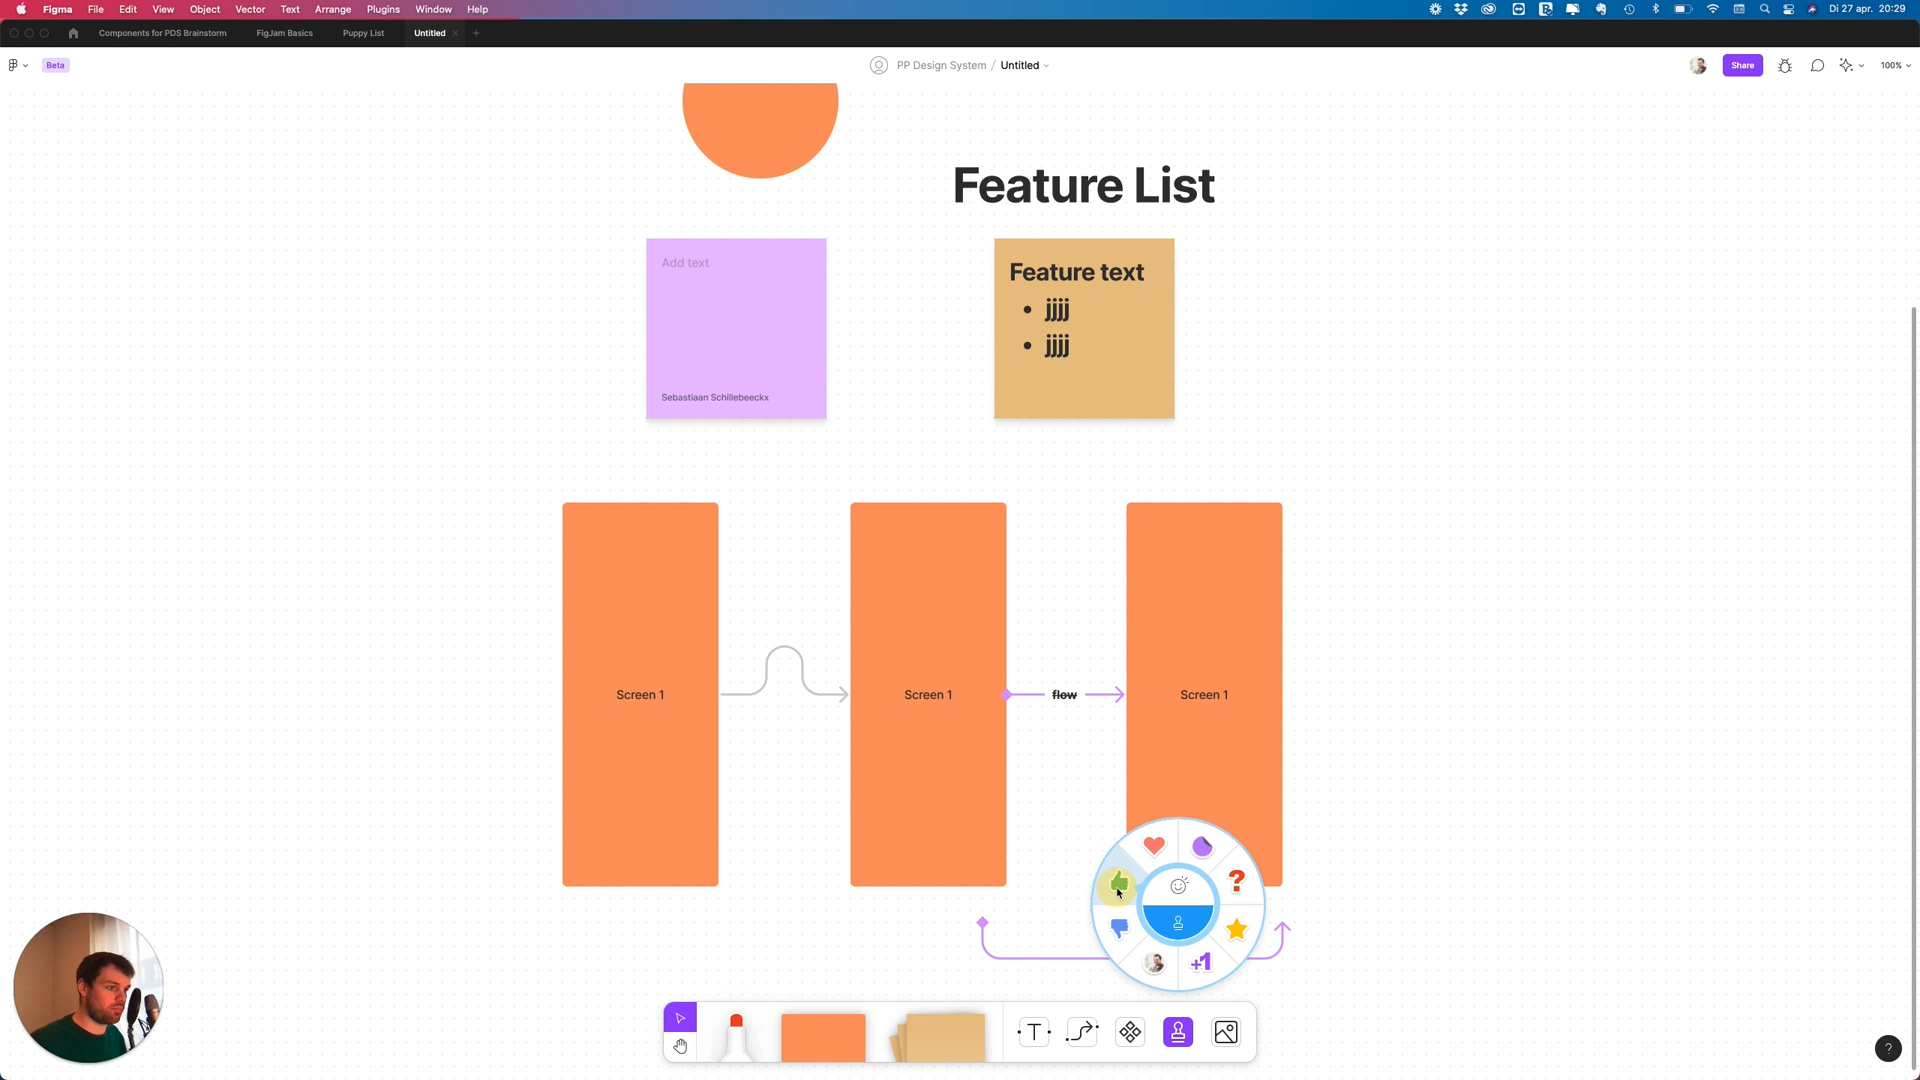 Figma File Edit View Object Vector Text Arrange Plugins Window Help Di 27 apr. 20:29
Components for PDS Brainstorm FigJam Basics Puppy List Untitled
Beta PP Design System / Untitled Share 100%
Feature List
Add text
Sebastiaan Schillebeeckx
Feature text
• jjjj
• jjjj
Screen 1
Screen 1
flow
Screen 1
?
+1
T
?